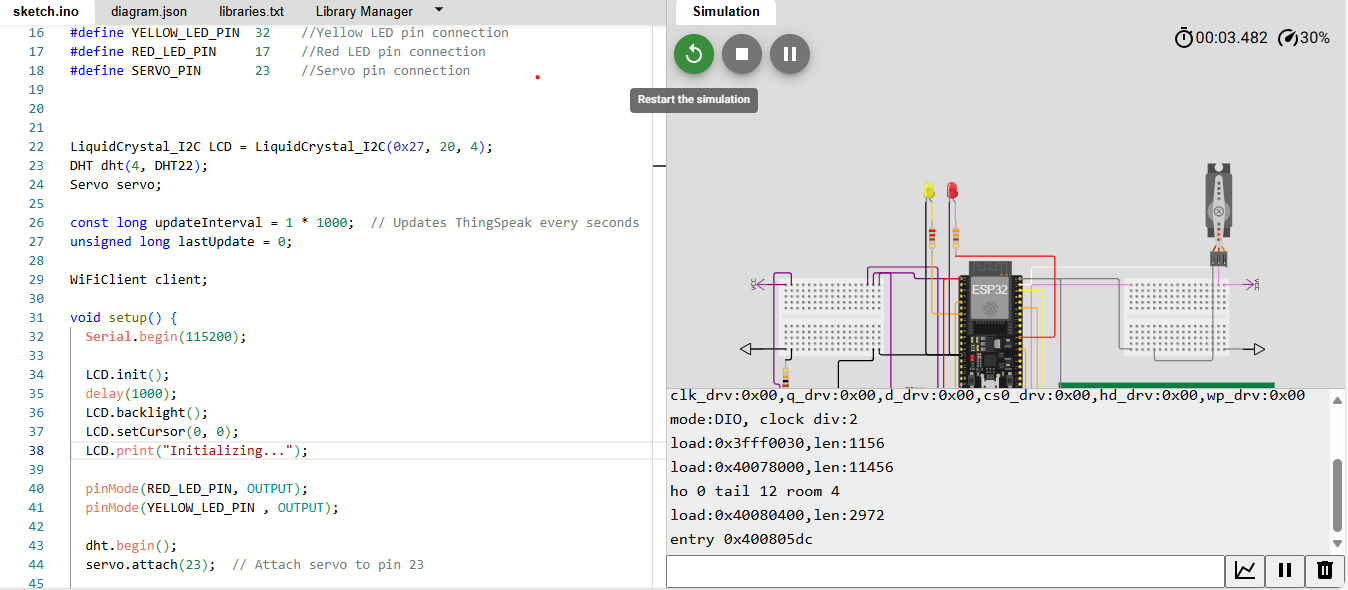 sketch.ino diagram.json libraries.txt Library Manager
16 #define YELLOW_LED_PIN 32 //Yellow LED pin connection
17 #define RED_LED_PIN 17 //Red LED pin connection
18 #define SERVO_PIN 23 //Servo pin connection
19
20
21
22 LiquidCrystal_I2C LCD = LiquidCrystal_I2C(0x27, 20, 4);
23 DHT dht(4, DHT22);
24 Servo servo;
25
26 const long updateInterval = 1 * 1000; // Updates ThingSpeak every seconds
27 unsigned long lastUpdate = 0;
28
29 WiFiClient client;
30
31 void setup() {
32 Serial.begin(115200);
33
34 LCD.init();
35 delay(1000);
36 LCD.backlight();
37 LCD.setCursor(0, 0);
38 LCD.print("Initializing...");
39
40 pinMode(RED_LED_PIN, OUTPUT);
41 pinMode(YELLOW_LED_PIN , OUTPUT);
42
43 dht.begin();
44 servo.attach(23); // Attach servo to pin 23
45
Simulation
00:03.482 30%
Restart the simulation
VCC
ESP32
VCC
clk_drv:0x00,q_drv:0x00,d_drv:0x00,cs0_drv:0x00,hd_drv:0x00,wp_drv:0x00
mode:DIO, clock div:2
load:0x3fff0030,len:1156
load:0x40078000,len:11456
ho 0 tail 12 room 4
load:0x40080400,len:2972
entry 0x400805dc